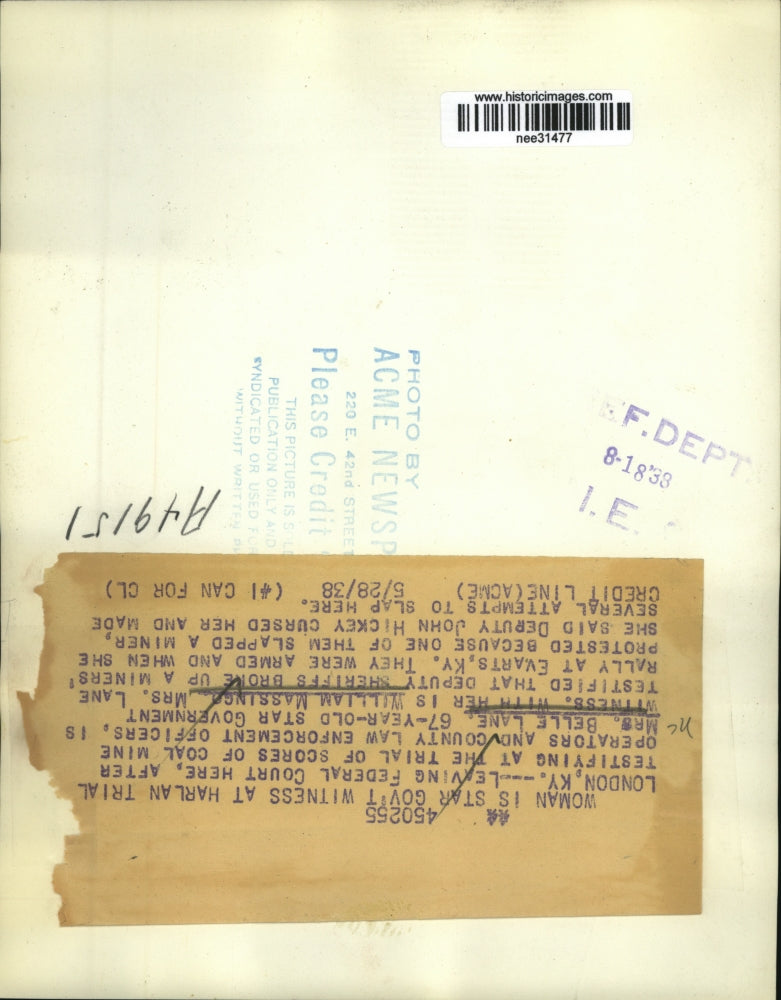 www.historicimages.com
nee31477
PHOTO BY
ACME NEWSP
220 E. 42nd STREET
Please Credit
THIS PICTURE IS
PUBLICATION ONLY AND
SYNDICATED OR USED
WITHOUT
F. DEPT.
8-18'38
I.E.
A49151
450255
WOMAN IS STAR GOV'T WITNESS AT HARLAN TRIAL
LONDON, KY.---LEAVING FEDERAL COURT HERE, AFTER
TESTIFYING AT THE TRIAL OF SCORES OF COAL MINE
OPERATORS AND COUNTY LAW ENFORCEMENT OFFICERS, IS
MRS. BELLE LANE, 67-YEAR-OLD STAR GOVERNMENT
WITNESS. WITH HER IS WILLIAM MASSINGO. MRS. LANE
TESTIFIED THAT DEPUTY SHERIFFS BROKE UP A MINERS'
RALLY AT EVARTS, KY. THEY WERE ARMED AND WHEN SHE
PROTESTED BECAUSE ONE OF THEM SLAPPED A MINER,
SHE SAID DEPUTY JOHN HICKEY CURSED HER AND MADE
SEVERAL ATTEMPTS TO SLAP HERE.
CREDIT LINE(ACME) 5/28/38 (#1 CAN FOR CL)